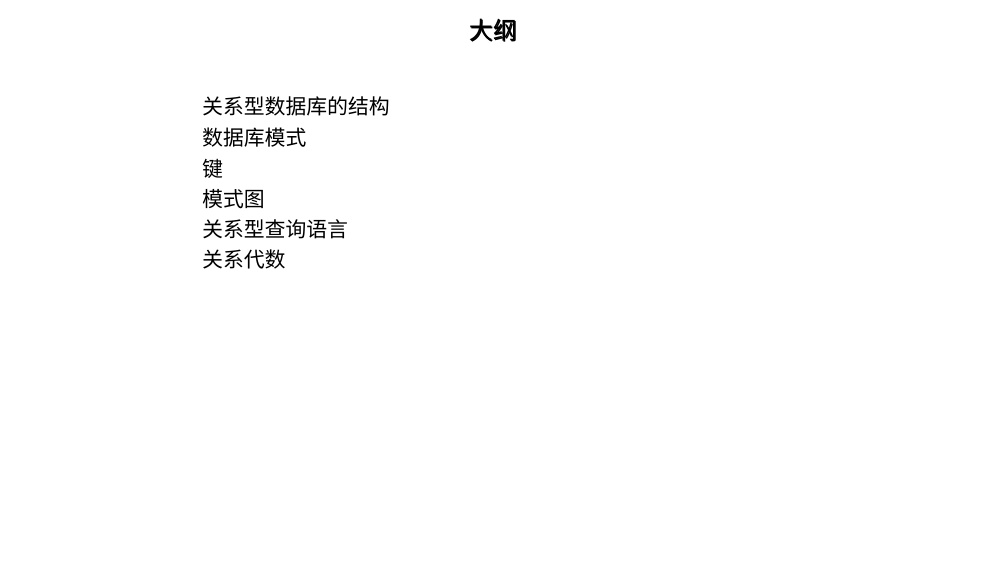 大纲
关系型数据库的结构
数据库模式
键
模式图
关系型查询语言
关系代数